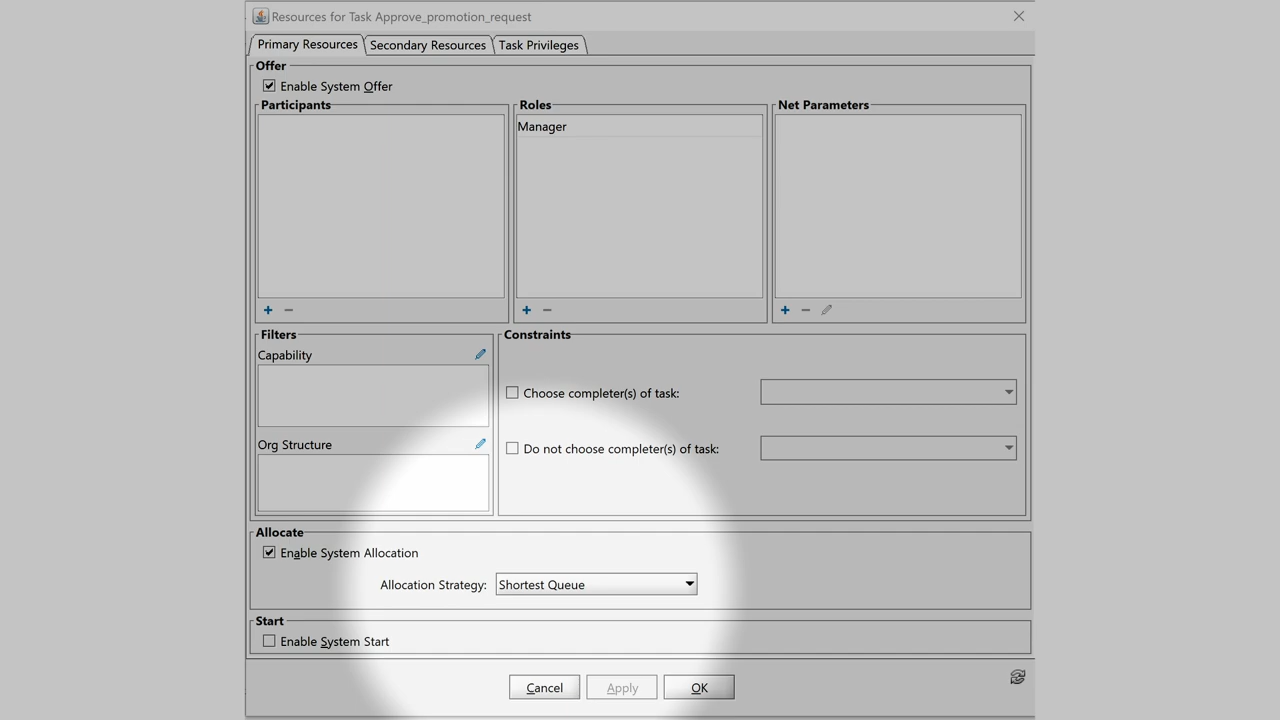 Resources for Task Approve_promotion_request
Primary Resources
Secondary Resources
Task Privileges
Offer
Enable System Offer
Participants
Roles
Net Parameters
Manager
Filters
Constraints
Capability
Choose completer(s) of task:
Org Structure
Do not choose completer(s) of task:
Allocate
Enable System Allocation
Allocation Strategy:
Shortest Queue
Start
Enable System Start
Cancel
Apply
OK